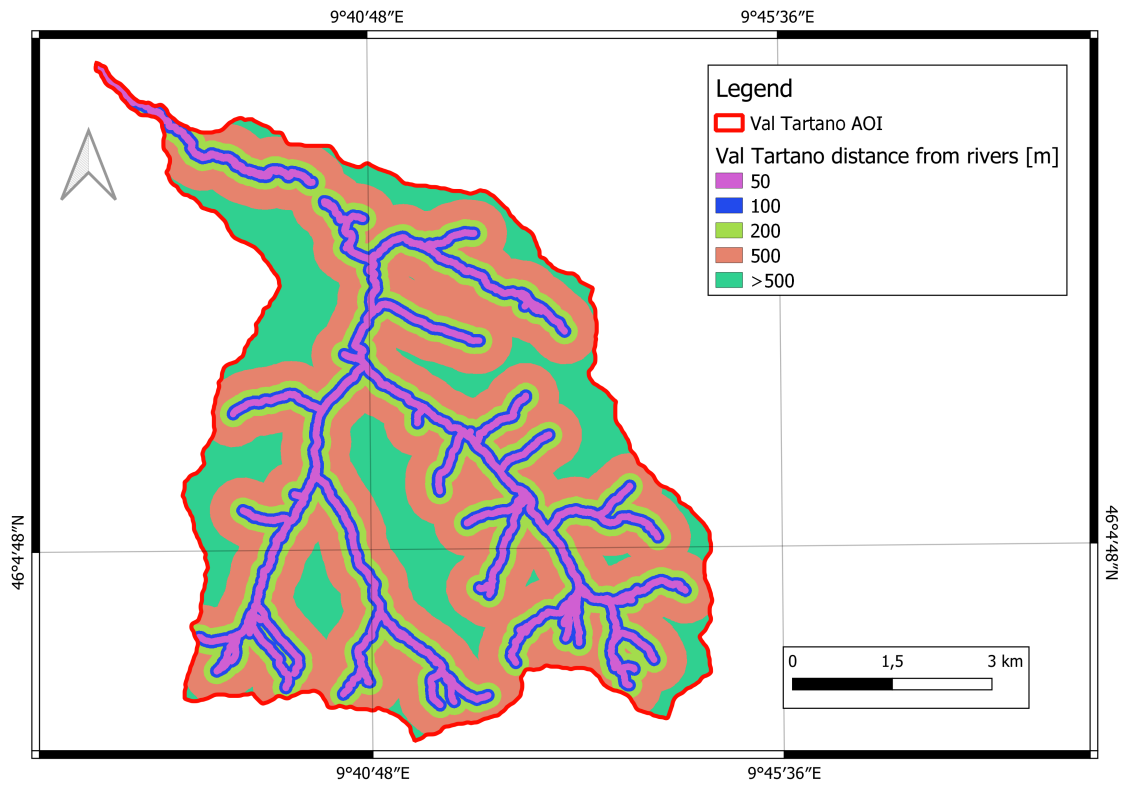 9°40′48″E
9°45′36″E
Legend
Val Tartano AOI
Val Tartano distance from rivers [m]
50
100
200
500
>500
46°4′48″N
46°4′48″N
0 1,5 3 km
9°40′48″E
9°45′36″E